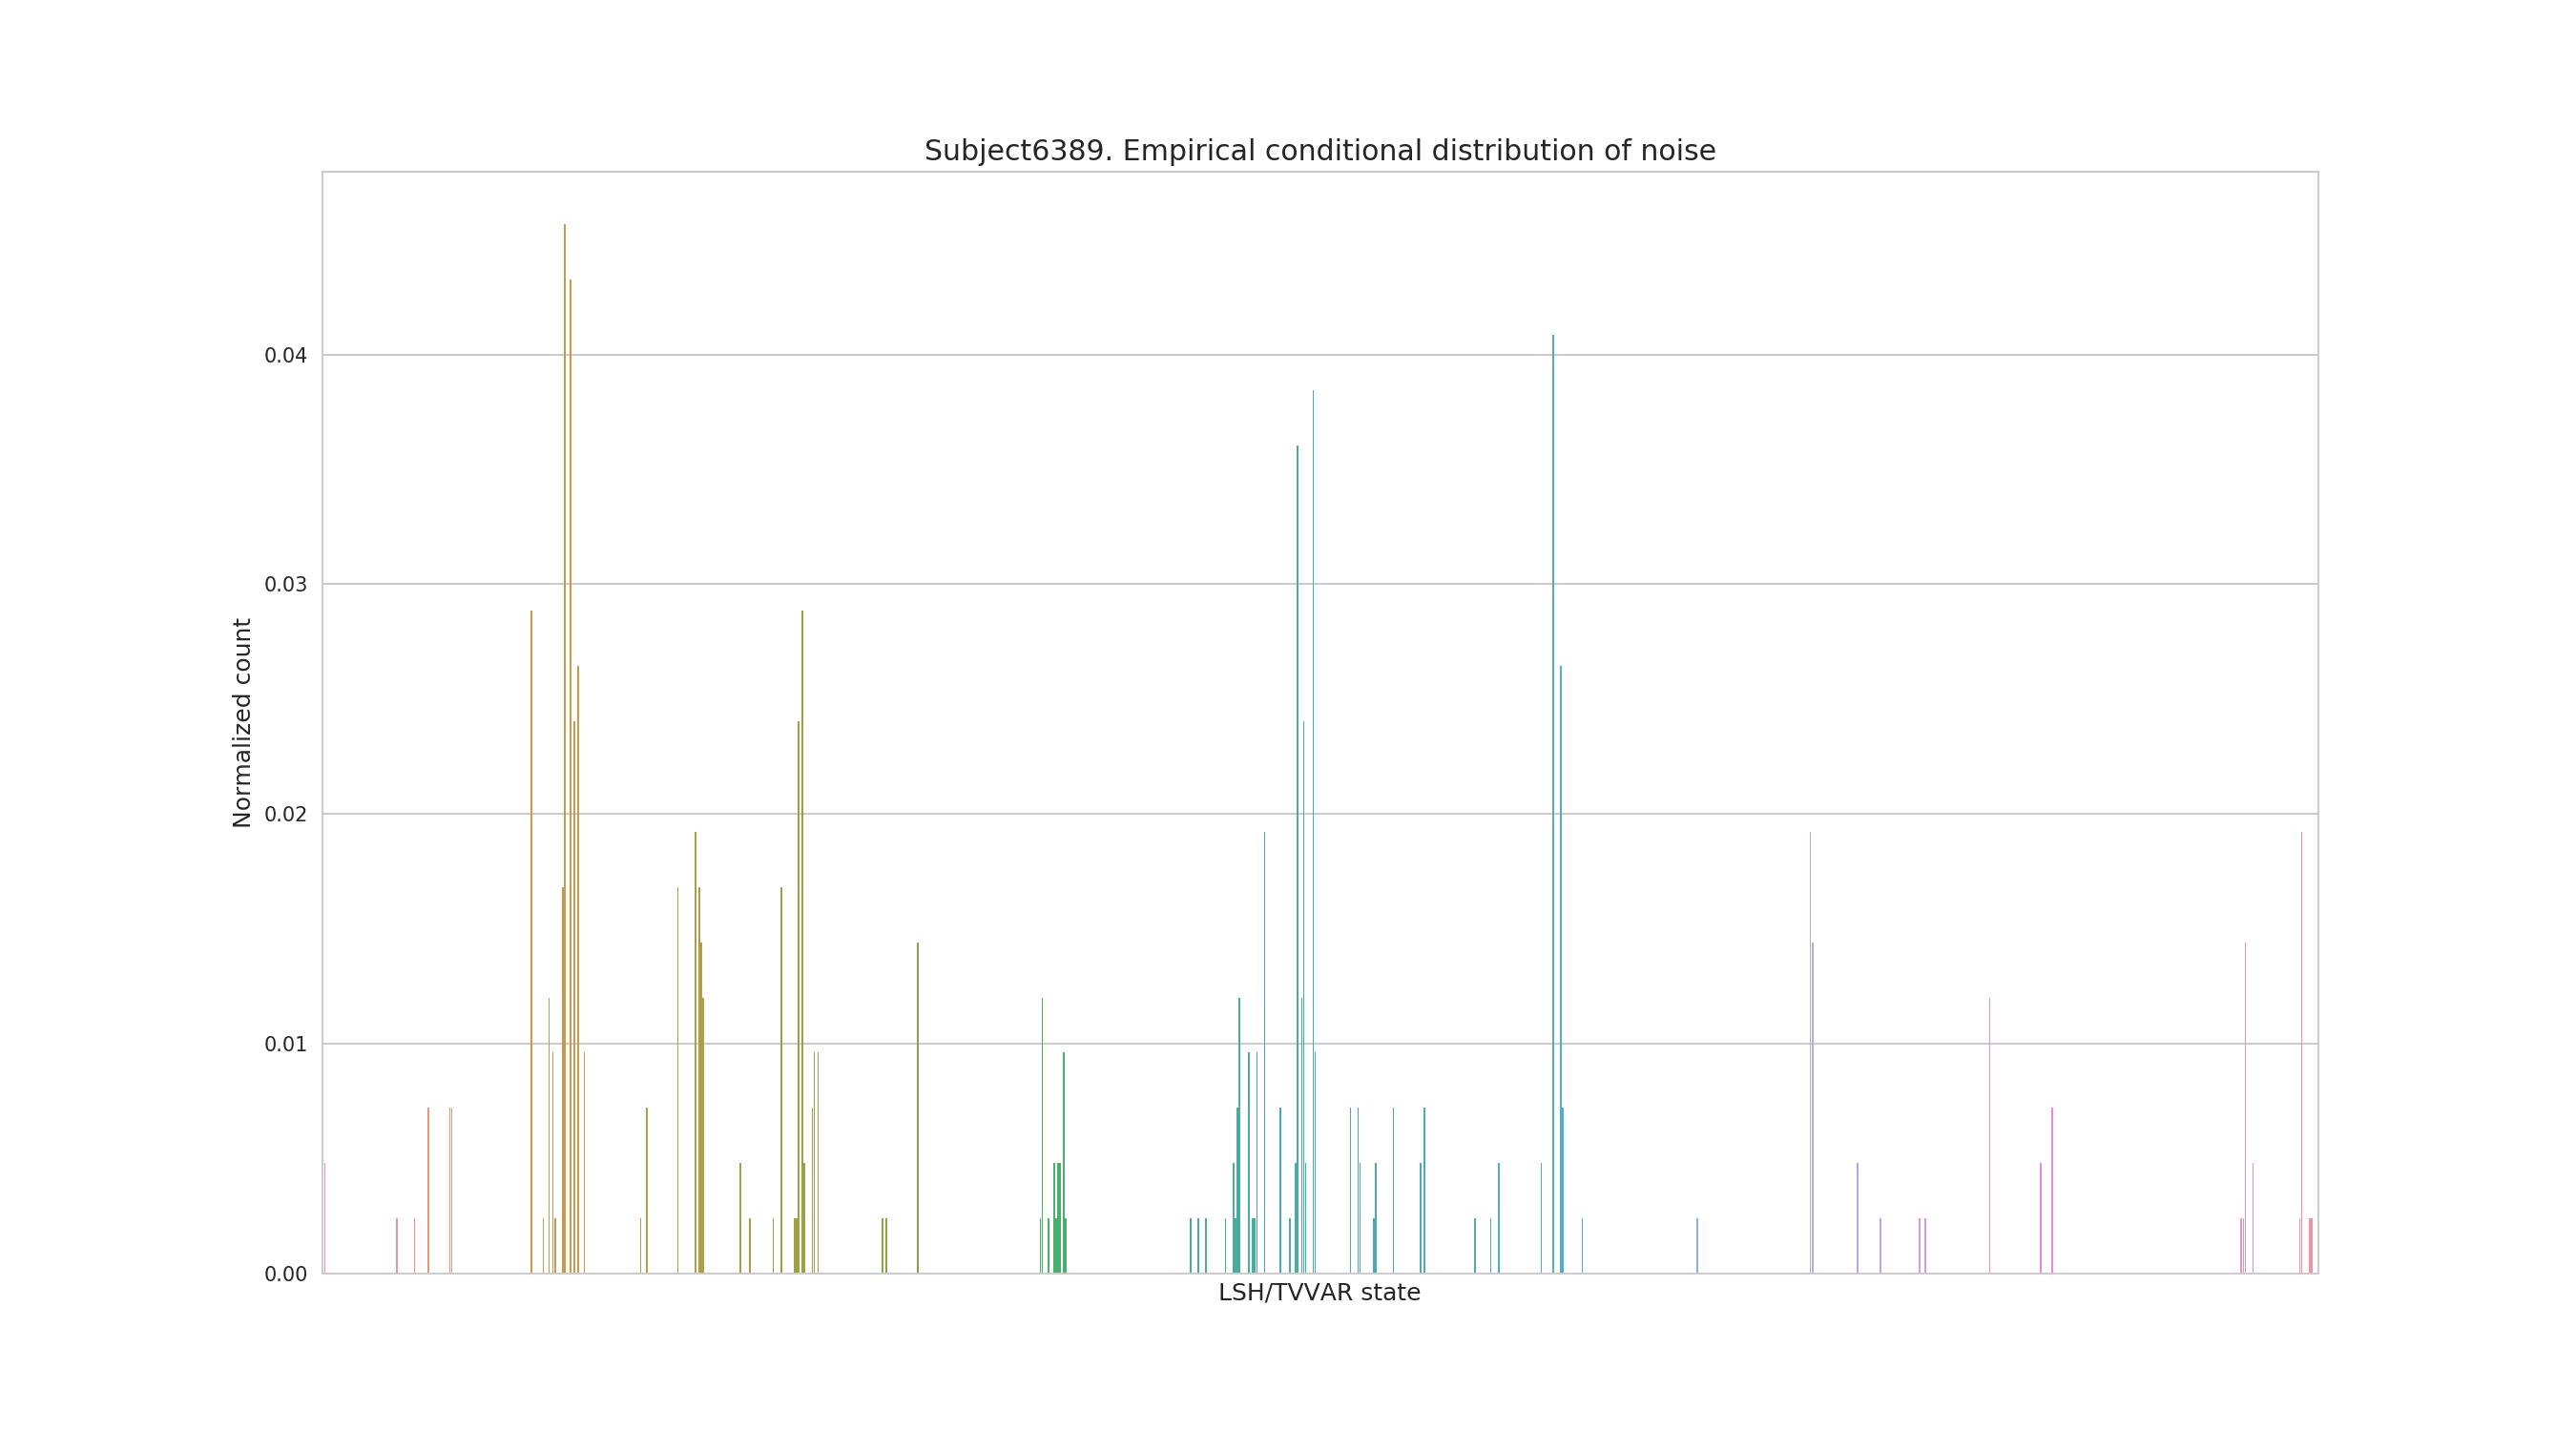 Subject6389. Empirical conditional distribution of noise
Normalized count
0.04
0.03
0.02
0.01
0.00
LSH/TVVAR state